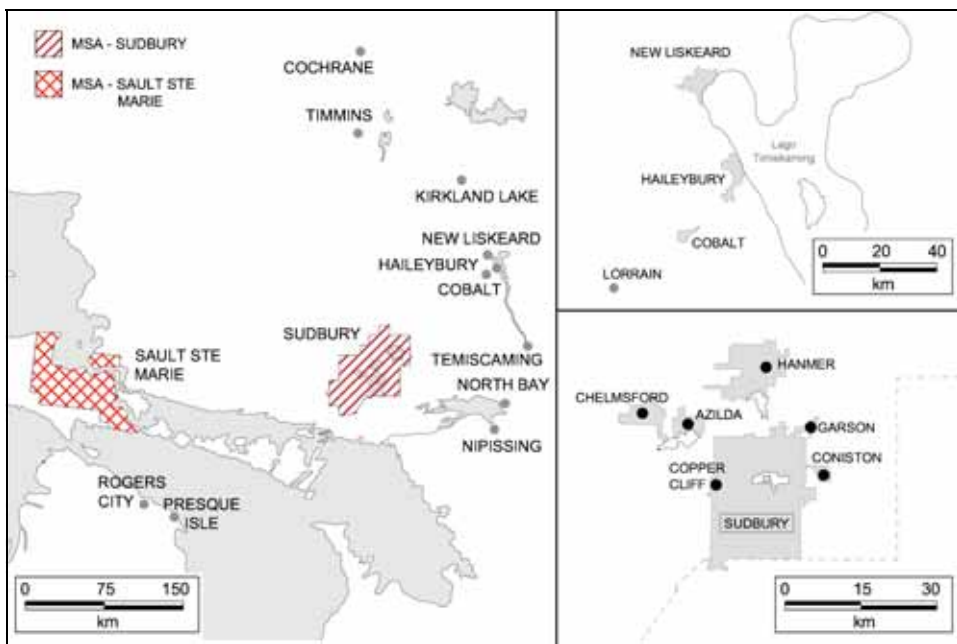 MSA - SUDBURY
MSA - SAULT STE
MARIE
COCHRANE
TIMMINS
KIRKLAND LAKE
NEW LISKEARD
HAILEYBURY
COBALT
SUDBURY
SAULT STE
MARIE
TEMISCAMING
NORTH BAY
NIPISSING
ROGERS
CITY
PRESQUE
ISLE
0 75 150
km
NEW LISKEARD
Lago
HAILEYBURY
COBALT
LORRAIN
0 20 40
km
HANMER
CHELMSFORD
AZILDA
GARSON
CONISTON
COPPER
CLIFF
SUDBURY
0 15 30
km